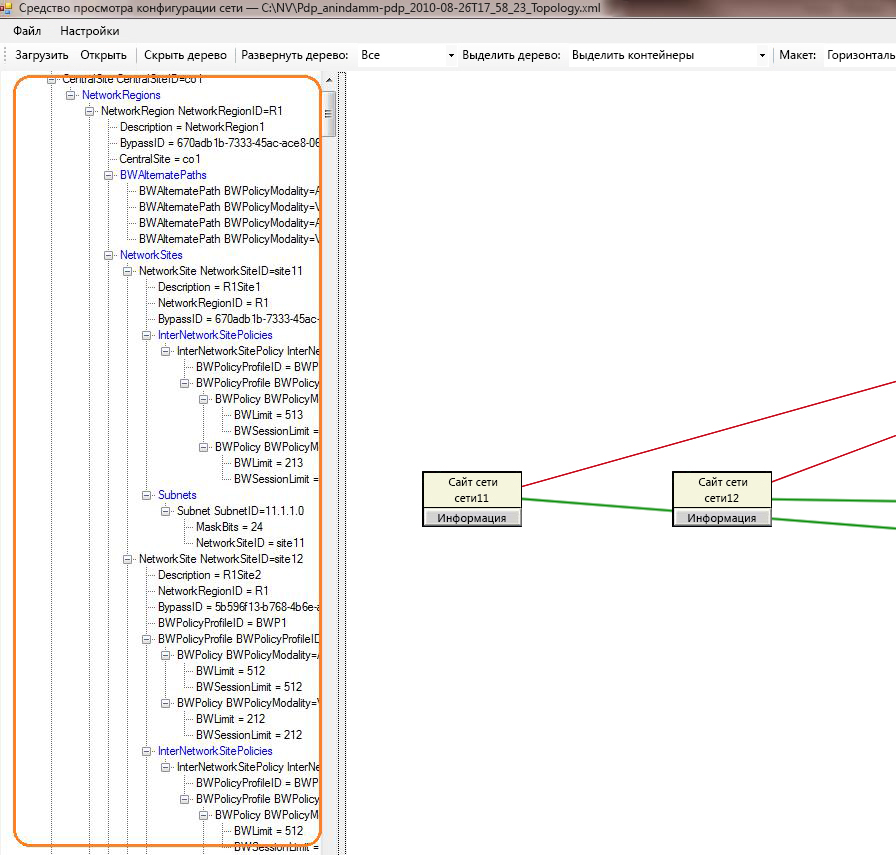 Средство просмотра конфигурации сети — C:\NV\Pdp_anindamm-pdp_2010-08-26T17_58_23_Topology.xml
Файл Настройки
Загрузить Открыть Скрыть дерево Развернуть дерево: Все Выделить дерево: Выделить контейнеры Макет: Горизонталь
CentralSite CentralSiteID=co1
NetworkRegions
NetworkRegion NetworkRegionID=R1
Description = NetworkRegion1
BypassID = 670adb1b-7333-45ac-ace8-06
CentralSite = co1
BWAlternatePaths
BWAlternatePath BWPolicyModality=A
BWAlternatePath BWPolicyModality=V
BWAlternatePath BWPolicyModality=A
BWAlternatePath BWPolicyModality=V
NetworkSites
NetworkSite NetworkSiteID=site11
Description = R1Site1
NetworkRegionID = R1
BypassID = 670adb1b-7333-45ac-
InterNetworkSitePolicies
InterNetworkSitePolicy InterNe
BWPolicyProfileID = BWP
BWPolicyProfile BWPolicy
BWPolicy BWPolicyM
BWLimit = 513
BWSessionLimit =
BWPolicy BWPolicyM
BWLimit = 213
BWSessionLimit =
Subnets
Subnet SubnetID=11.1.1.0
MaskBits = 24
NetworkSiteID = site11
NetworkSite NetworkSiteID=site12
Description = R1Site2
NetworkRegionID = R1
BypassID = 5b596f13-b768-4b6e-a
BWPolicyProfileID = BWP1
BWPolicyProfile BWPolicyProfileID
BWPolicy BWPolicyModality=A
BWLimit = 512
BWSessionLimit = 512
BWPolicy BWPolicyModality=V
BWLimit = 212
BWSessionLimit = 212
InterNetworkSitePolicies
InterNetworkSitePolicy InterNe
BWPolicyProfileID = BWP
BWPolicyProfile BWPolicy
BWPolicy BWPolicyM
BWLimit = 512
BWSessionLimit =
Сайт сети
сети11
Информация
Сайт сети
сети12
Информация